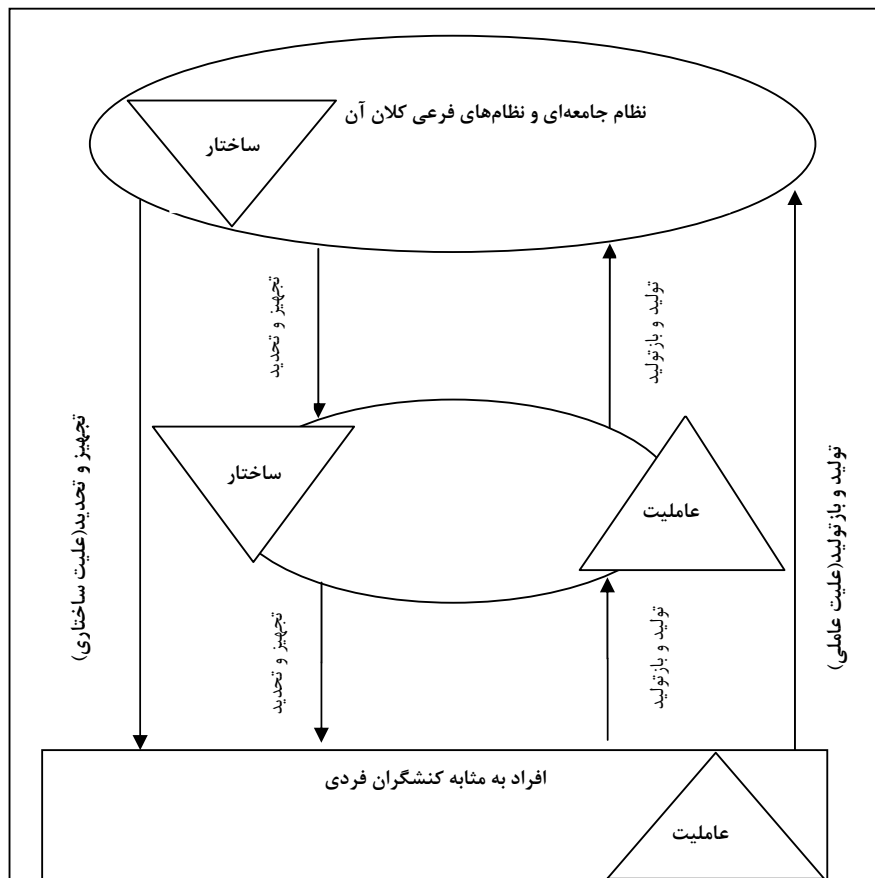 نظام جامعه‌ای و نظام‌های فرعی کلان آن
ساختار
تجهیز و تحدید
تولید و بازتولید
تجهیز و تحدید(علیت ساختاری)
تولید و بازتولید(علیت عاملی)
ساختار
عاملیت
تجهیز و تحدید
تولید و بازتولید
افراد به مثابه کنشگران فردی
عاملیت